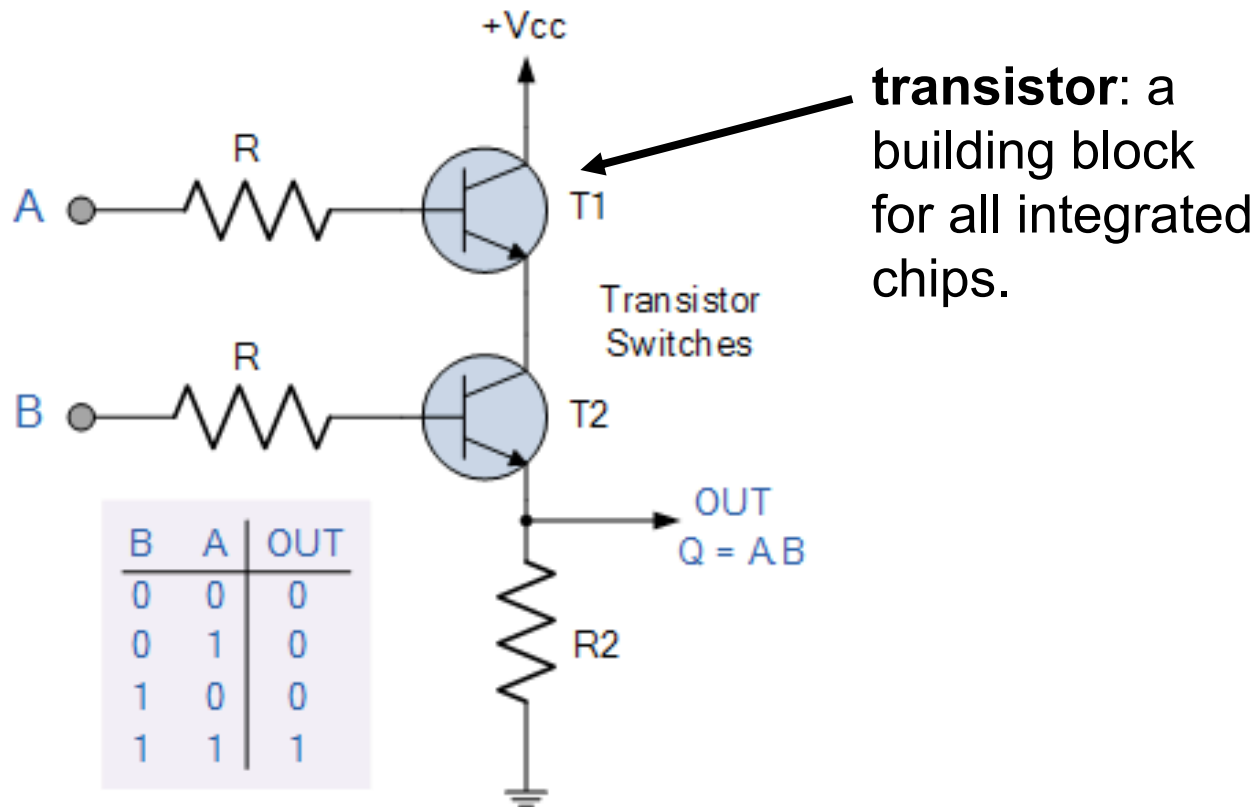 +Vcc
transistor: a
building block
for all integrated
chips.
R
A
T1
Transistor
Switches
R
B
T2
OUT
Q = A.B
B A OUT
0 0 0
0 1 0
1 0 0
1 1 1
R2